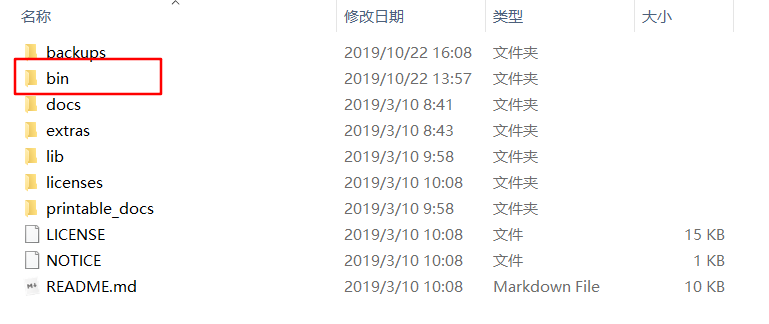 名称 修改日期 类型 大小
backups 2019/10/22 16:08 文件夹
bin 2019/10/22 13:57 文件夹
docs 2019/3/10 8:41 文件夹
extras 2019/3/10 8:43 文件夹
lib 2019/3/10 9:58 文件夹
licenses 2019/3/10 10:08 文件夹
printable_docs 2019/3/10 9:58 文件夹
LICENSE 2019/3/10 10:08 文件 15 KB
NOTICE 2019/3/10 10:08 文件 1 KB
README.md 2019/3/10 10:08 Markdown File 10 KB